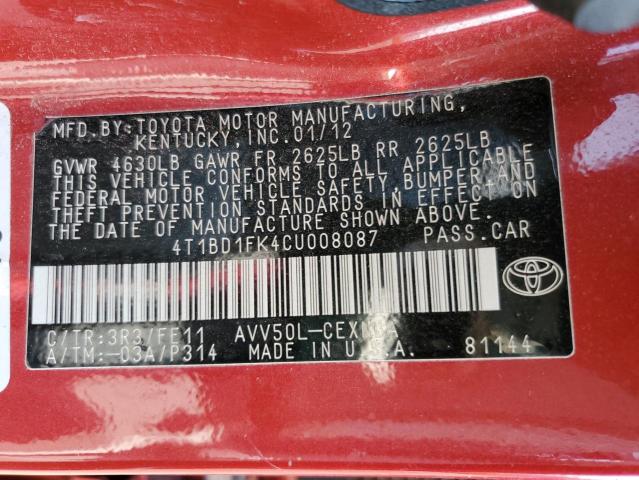 MFD.BY:TOYOTA MOTOR MANUFACTURING,
KENTUCKY,INC.01/12
GVWR 4630LB GAWR FR 2625LB RR 2625LB
THIS VEHICLE CONFORMS TO ALL APPLICABLE
FEDERAL MOTOR VEHICLE SAFETY,BUMPER,AND
THEFT PREVENTION STANDARDS IN EFFECT ON
DATE OF MANUFACTURE SHOWN ABOVE.
4T1BD1FK4CU008087 PASS.CAR
C/TR:3R3/FE11 AVV50L-
A/TM:-03A/P314 MADE IN U.S.A. 81144